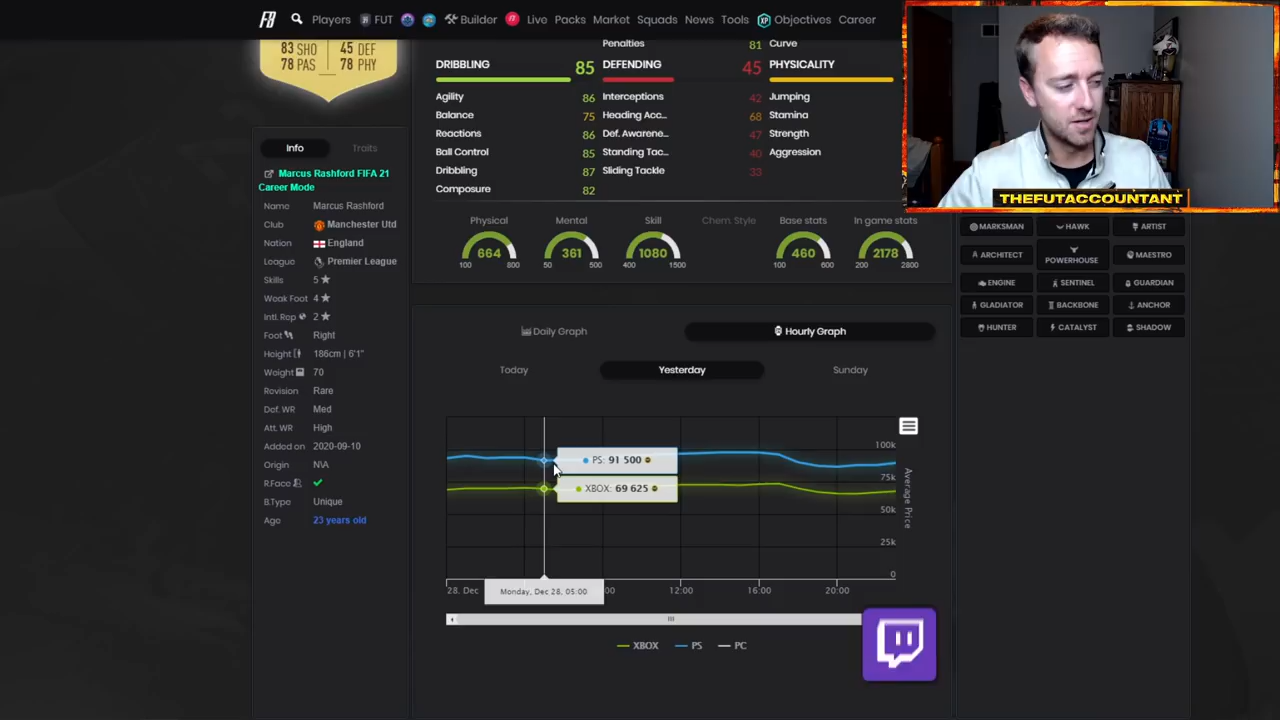 FB Players FUT Builder Live Packs Market Squads News Tools XP Objectives Career
83 SHO 45 DEF
78 PAS 78 PHY
Penalties 81 Curve
DRIBBLING 85 DEFENDING 45 PHYSICALITY
Agility 86 Interceptions 42 Jumping
Balance 75 Heading Acc... 68 Stamina
Reactions 86 Def. Aware­ne... 47 Strength
Ball Control 85 Standing Tac... 40 Aggression
Dribbling 87 Sliding Tackle 33
Composure 82
Info Traits
Marcus Rashford FIFA 21
Career Mode
Name Marcus Rashford
Club Manchester Utd
Nation England
League Premier League
Skills 5
Weak Foot 4
Intl. Rep 2
Foot Right
Height 186cm | 6'1"
Weight 70
Revision Rare
Def. WR Med
Att. WR High
Added on 2020-09-10
Origin N\A
R.Face
B.Type Unique
Age 23 years old
Physical Mental Skill Chem. Style Base stats In game stats
664 361 1080 460 2178
100 800 50 500 400 1500 100 600 200 2800
Daily Graph Hourly Graph
Today Yesterday Sunday
PS: 91 500
XBOX: 69 625
100k
75k
50k
25k
0
Average Price
28. Dec Monday, Dec 28, 05:00 :00 12:00 16:00 20:00
XBOX PS PC
THEFUTACCOUNTANT
MARKSMAN HAWK ARTIST
ARCHITECT POWERHOUSE MAESTRO
ENGINE SENTINEL GUARDIAN
GLADIATOR BACKBONE ANCHOR
HUNTER CATALYST SHADOW